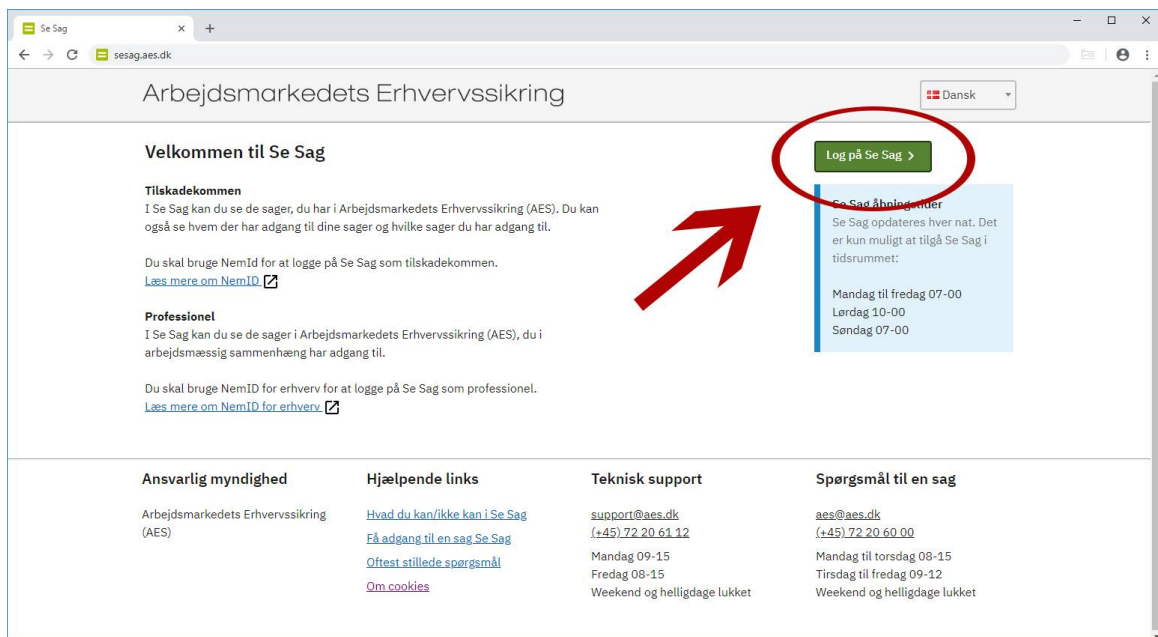 Se Sag
sesag.aes.dk
Arbejdsmarkedets Erhvervssikring
Dansk
Velkommen til Se Sag
Log på Se Sag
Tilskadekommen
I Se Sag kan du se de sager, du har i Arbejdsmarkedets Erhvervssikring (AES). Du kan
også se hvem der har adgang til dine sager og hvilke sager du har adgang til.
Du skal bruge NemId for at logge på Se Sag som tilskadekommen.
Læs mere om NemID
Professionel
I Se Sag kan du se de sager i Arbejdsmarkedets Erhvervssikring (AES), du i
arbejdsmæssig sammenhæng har adgang til.
Du skal bruge NemID for erhverv for at logge på Se Sag som professionel.
Læs mere om NemID for erhverv
Se Sag åbningstider
Se Sag opdateres hver nat. Det
er kun muligt at tilgå Se Sag i
tidsrummet:
Mandag til fredag 07-00
Lørdag 10-00
Søndag 07-00
Ansvarlig myndighed
Arbejdsmarkedets Erhvervssikring
(AES)
Hjælpende links
Hvad du kan/ikke kan i Se Sag
Få adgang til en sag Se Sag
Oftest stillede spørgsmål
Om cookies
Teknisk support
support@aes.dk
(+45) 72 20 61 12
Mandag 09-15
Fredag 08-15
Weekend og helligdage lukket
Spørgsmål til en sag
aes@aes.dk
(+45) 72 20 60 00
Mandag til torsdag 08-15
Tirsdag til fredag 09-12
Weekend og helligdage lukket